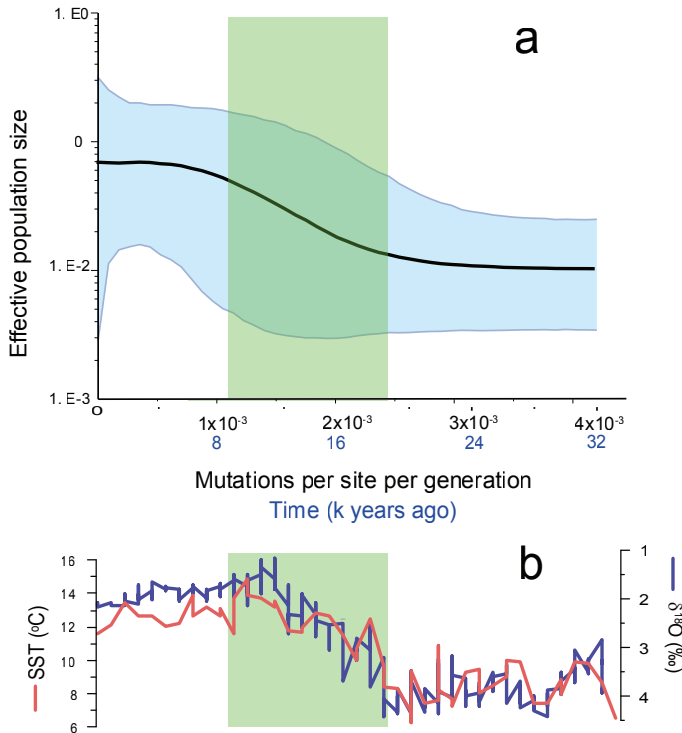 a
1. E0
0
1. E-2
1. E-3
Effective population size
0 1x10⁻³ 2x10⁻³ 3x10⁻³ 4x10⁻³
8 16 24 32
Mutations per site per generation
Time (k years ago)
b
16
14
12
10
8
6
SST (ºC)
1
2
3
4
δ¹⁸O (‰)